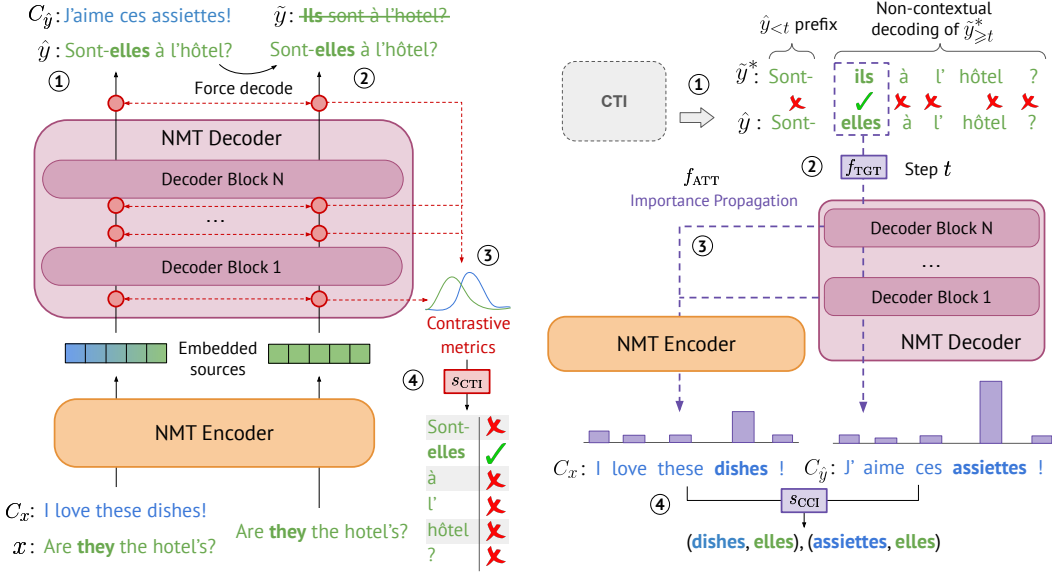 C_ŷ: J'aime ces assiettes!
ŷ: Sont-elles à l'hôtel?
ỹ: Ils sont à l'hôtel?
Sont-elles à l'hôtel?
①
②
Force decode
NMT Decoder
Decoder Block N
...
Decoder Block 1
③
Contrastive
metrics
Embedded
sources
④
s_CTI
NMT Encoder
Sont-
elles
à
l'
hôtel
?
C_x: I love these dishes!
x: Are they the hotel's?
Are they the hotel's?
ŷ_<t prefix
Non-contextual
decoding of ỹ*_⩾t
CTI
①
ỹ*: Sont- ils à l' hôtel ?
ŷ: Sont- elles à l' hôtel ?
②
f_TGT
Step t
f_ATT
Importance Propagation
③
Decoder Block N
...
Decoder Block 1
NMT Decoder
NMT Encoder
C_x: I love these dishes !
C_ŷ: J' aime ces assiettes !
④
s_CCI
(dishes, elles), (assiettes, elles)